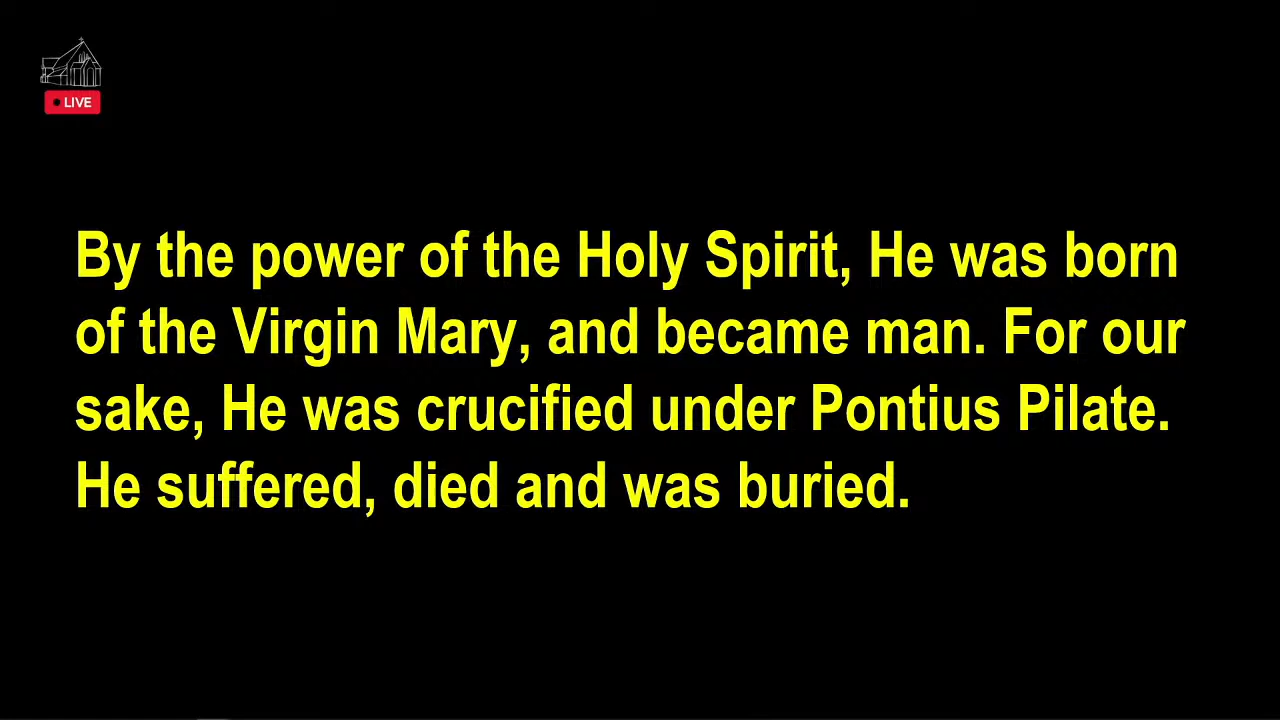 LIVE
By the power of the Holy Spirit, He was born
of the Virgin Mary, and became man. For our
sake, He was crucified under Pontius Pilate.
He suffered, died and was buried.